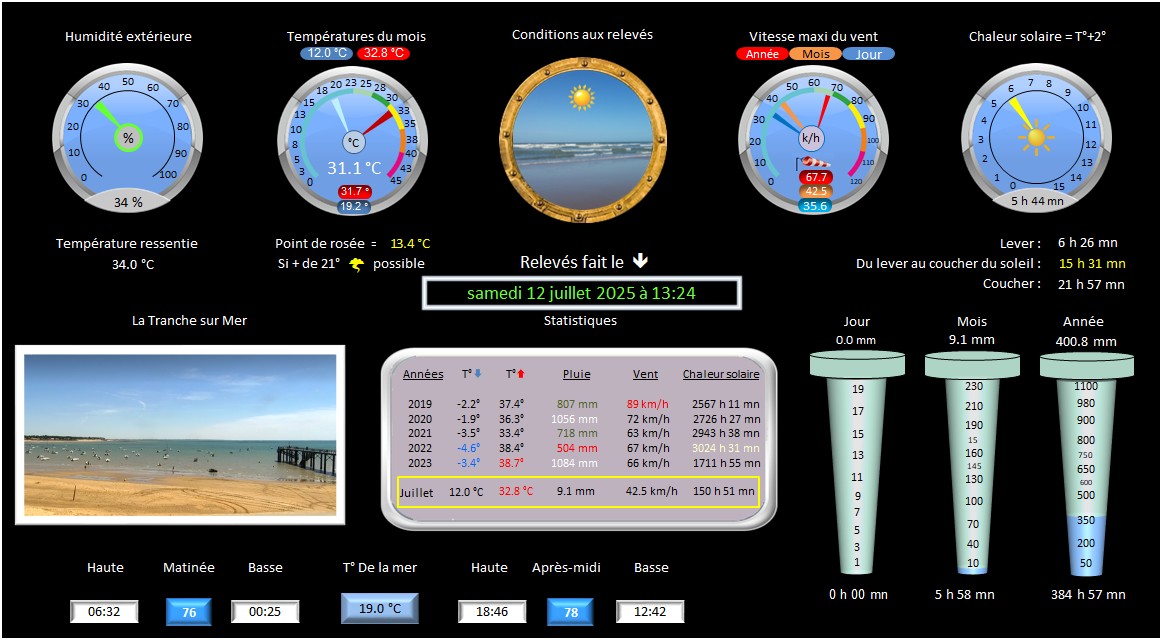 Humidité extérieure
Températures du mois
Conditions aux relevés
Vitesse maxi du vent
Chaleur solaire = T°+2°
12.0 °C 32.8 °C
Année Mois Jour
0 10 20 30 40 50 60 70 80 90 100
%
34 %
0 3 5 8 10 13 15 18 20 23 25 28 30 33 35 38 40 43 45
°C
31.1 °C
31.7 °
19.2 °
0 10 20 30 40 50 60 70 80 90 100 110 120
k/h
67.7
42.5
35.6
0 1 2 3 4 5 6 7 8 9 10 11 12 13 14 15
5 h 44 mn
Température ressentie
34.0 °C
Point de rosée = 13.4 °C
Si + de 21° possible
Relevés fait le
samedi 12 juillet 2025 à 13:24
Lever : 6 h 26 mn
Du lever au coucher du soleil : 15 h 31 mn
Coucher : 21 h 57 mn
La Tranche sur Mer
Statistiques
Années T° T° Pluie Vent Chaleur solaire
2019 -2.2° 37.4° 807 mm 89 km/h 2567 h 11 mn
2020 -1.9° 36.3° 1056 mm 72 km/h 2726 h 27 mn
2021 -3.5° 33.4° 718 mm 63 km/h 2943 h 38 mn
2022 -4.6° 38.4° 504 mm 67 km/h 3024 h 31 mn
2023 -3.4° 38.7° 1084 mm 66 km/h 1711 h 55 mn
Juillet 12.0 °C 32.8 °C 9.1 mm 42.5 km/h 150 h 51 mn
Jour
0.0 mm
19
17
15
13
11
9
7
5
3
1
0 h 00 mn
Mois
9.1 mm
230
210
190
15
160
145
130
100
70
40
10
5 h 58 mn
Année
400.8 mm
1100
980
900
800
750
650
600
500
350
200
50
384 h 57 mn
Haute Matinée Basse
06:32 76 00:25
T° De la mer
19.0 °C
Haute Après-midi Basse
18:46 78 12:42